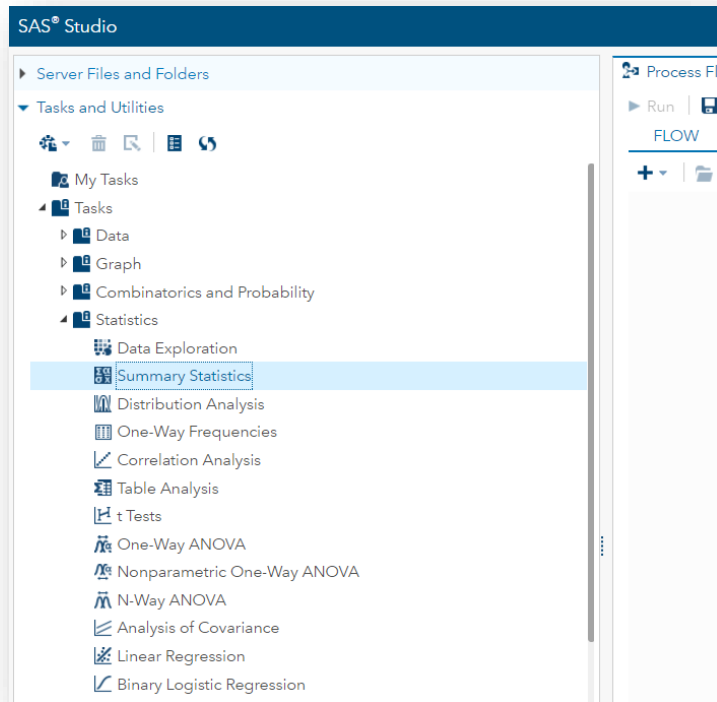 SAS® Studio
Server Files and Folders
Tasks and Utilities
My Tasks
Tasks
Data
Graph
Combinatorics and Probability
Statistics
Data Exploration
Summary Statistics
Distribution Analysis
One-Way Frequencies
Correlation Analysis
Table Analysis
t Tests
One-Way ANOVA
Nonparametric One-Way ANOVA
N-Way ANOVA
Analysis of Covariance
Linear Regression
Binary Logistic Regression
Process Fl
Run
FLOW